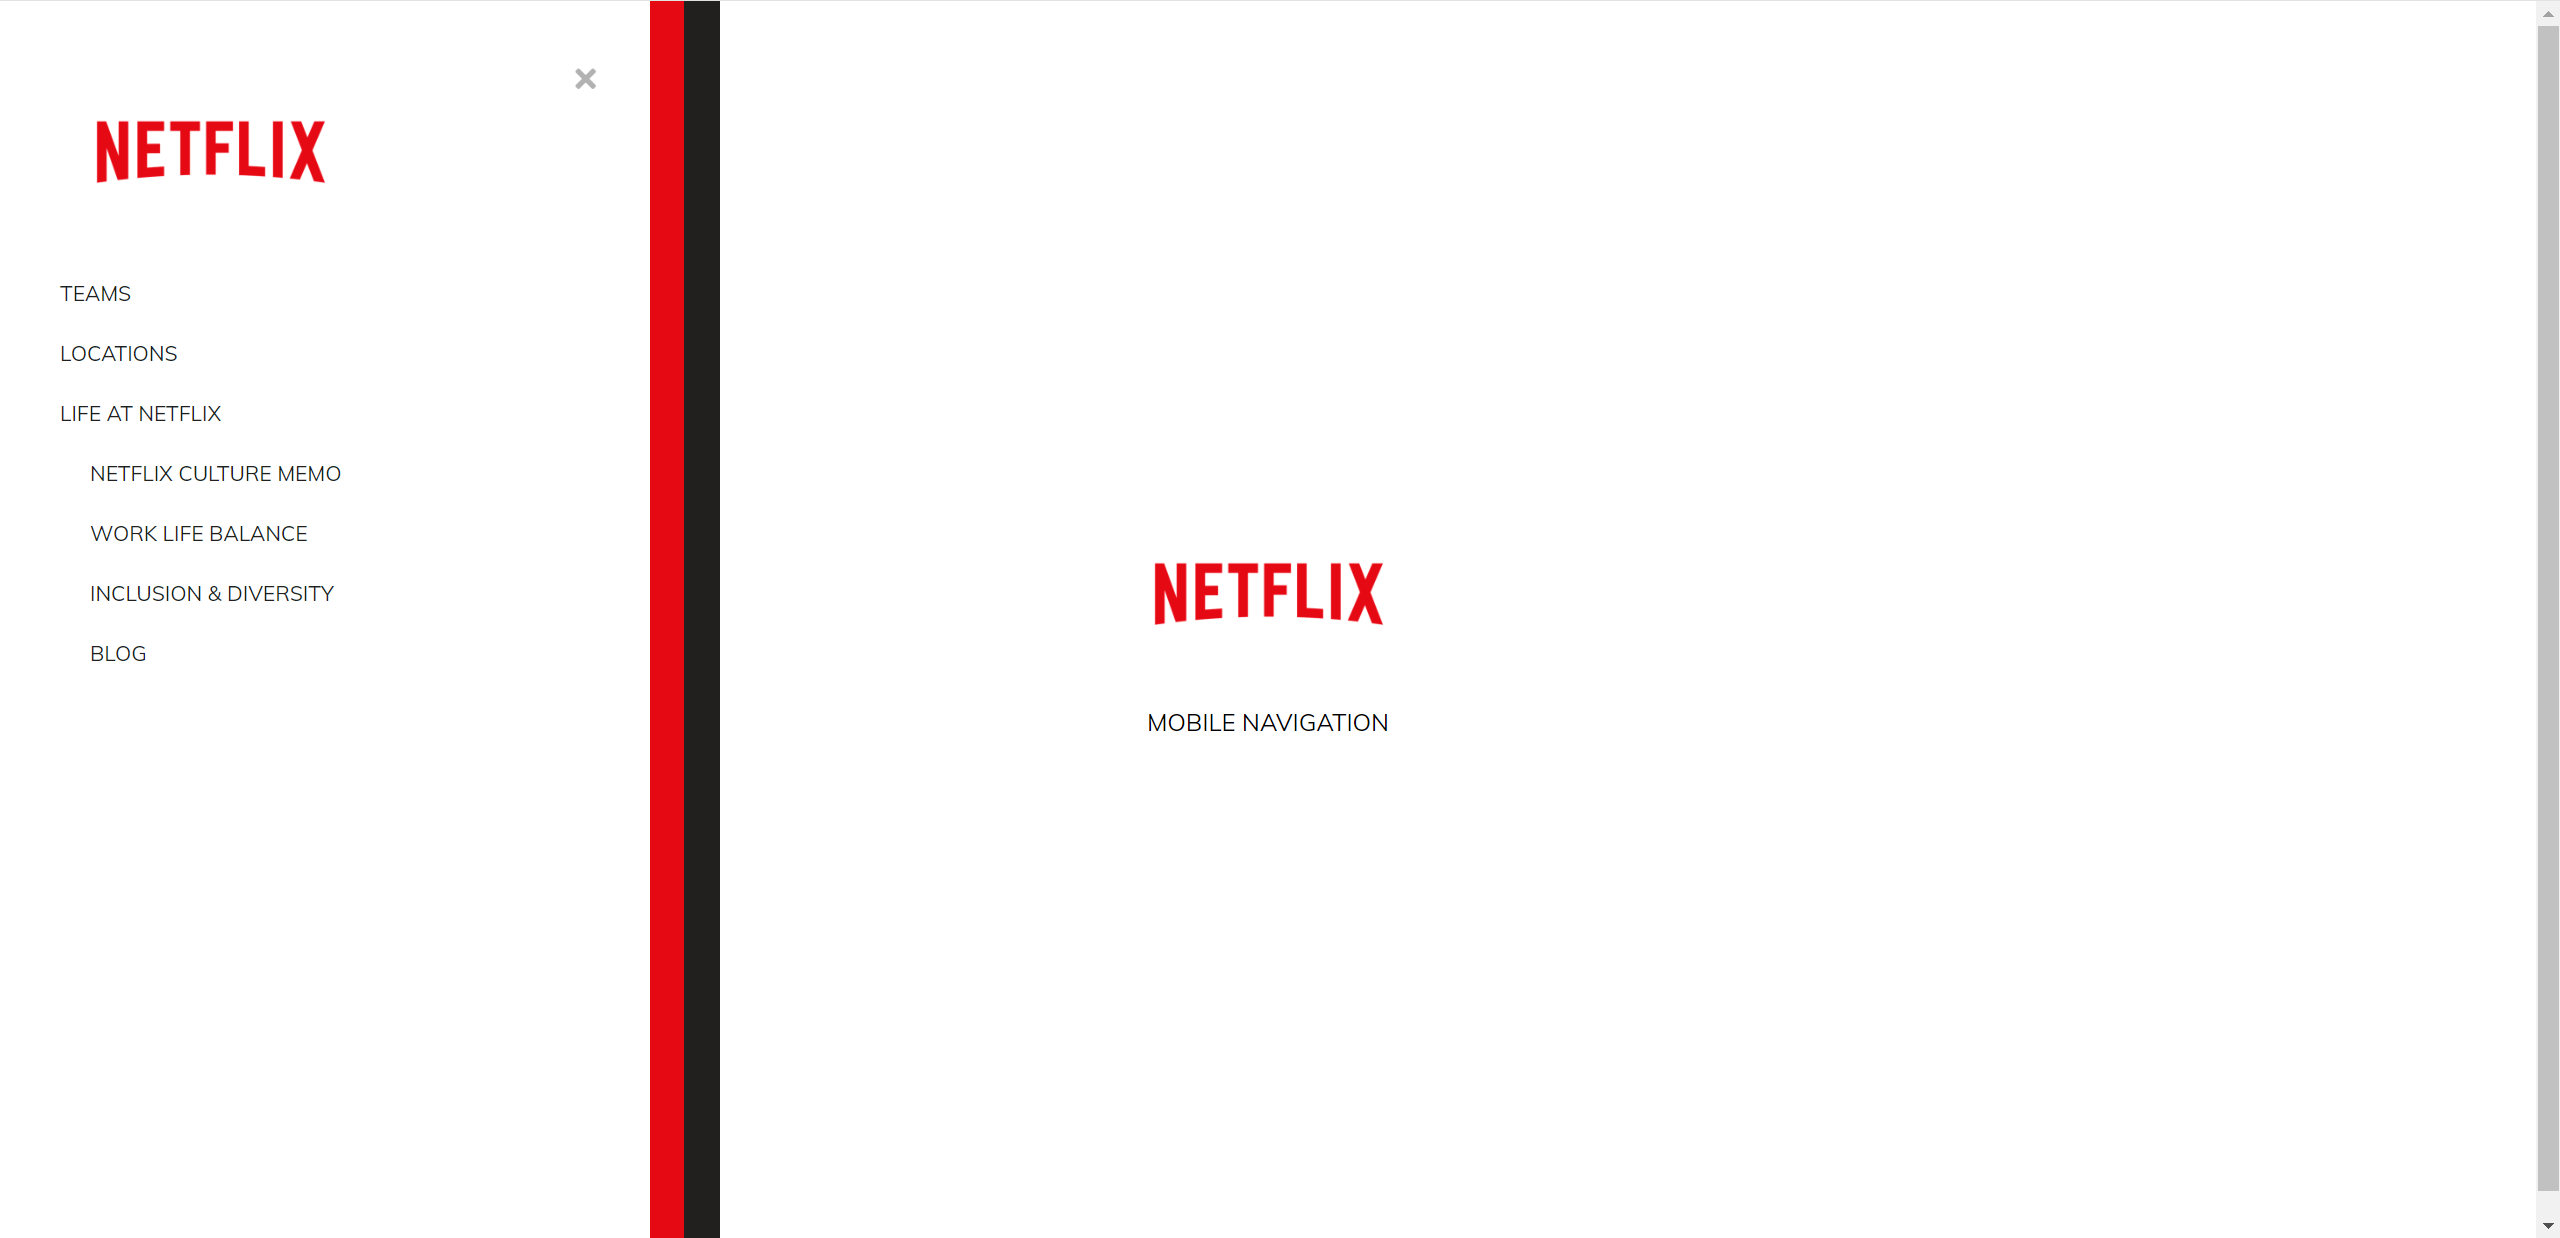 NETFLIX
TEAMS
LOCATIONS
LIFE AT NETFLIX
NETFLIX CULTURE MEMO
WORK LIFE BALANCE
INCLUSION & DIVERSITY
BLOG
NETFLIX
MOBILE NAVIGATION